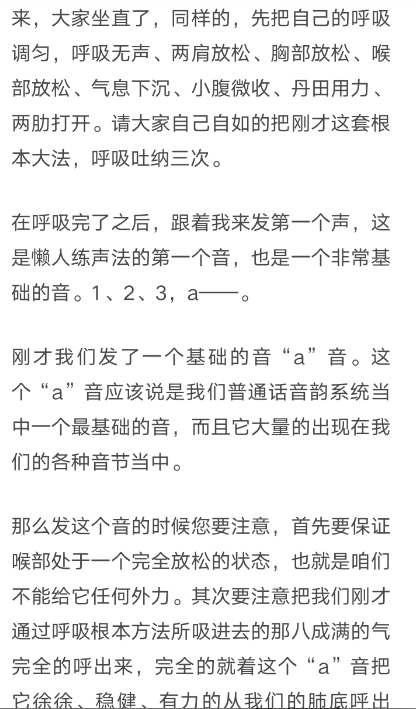 来，大家坐直了，同样的，先把自己的呼吸
调匀，呼吸无声、两肩放松、胸部放松、喉
部放松、气息下沉、小腹微收、丹田用力、
两肋打开。请大家自己自如的把刚才这套根
本大法，呼吸吐纳三次。
在呼吸完了之后，跟着我来发第一个声，这
是懒人练声法的第一个音，也是一个非常基
础的音。1、2、3，a——。
刚才我们发了一个基础的音“a”音。这
个“a”音应该说是我们普通话音韵系统当
中一个最基础的音，而且它大量的出现在我
们的各种音节当中。
那么发这个音的时候您要注意，首先要保证
喉部处于一个完全放松的状态，也就是咱们
不能给它任何外力。其次要注意把我们刚才
通过呼吸根本方法所吸进去的那八成满的气
完全的呼出来，完全的就着这个“a”音把
它徐徐、稳健、有力的从我们的肺底呼出